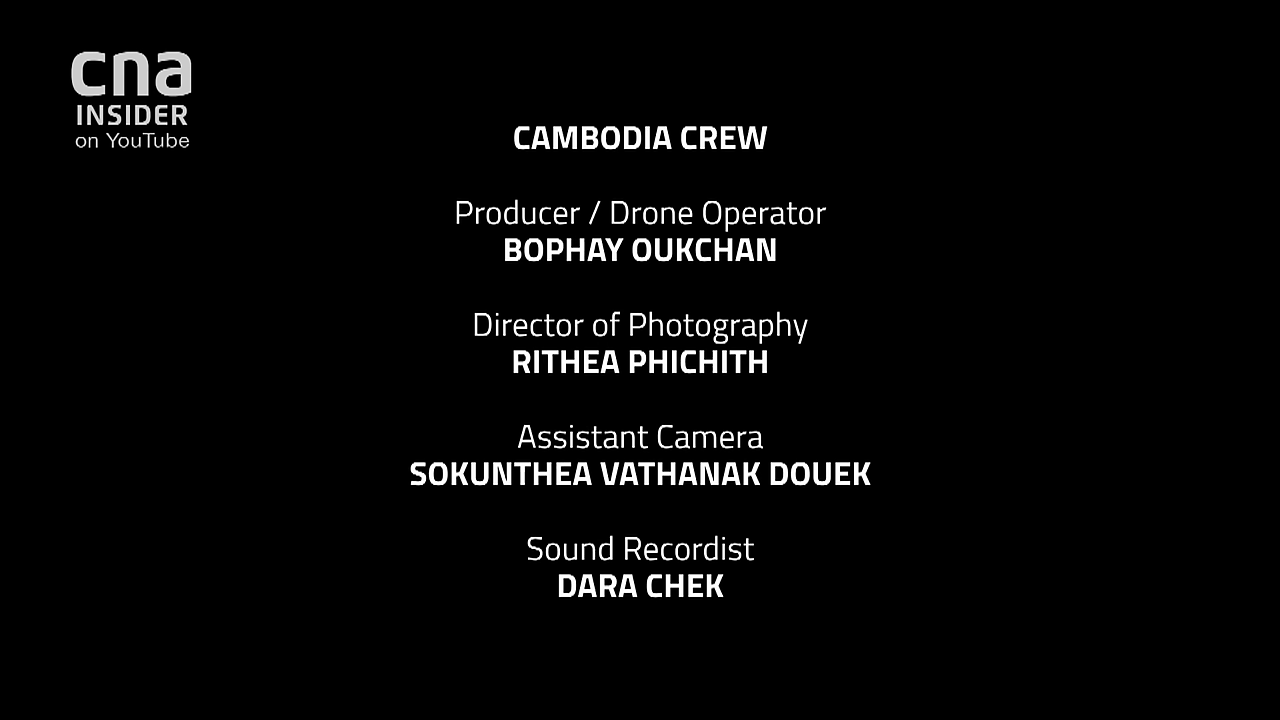 cna
INSIDER
on YouTube
CAMBODIA CREW
Producer / Drone Operator
BOPHAY OUKCHAN
Director of Photography
RITHEA PHICHITH
Assistant Camera
SOKUNTHEA VATHANAK DOUEK
Sound Recordist
DARA CHEK